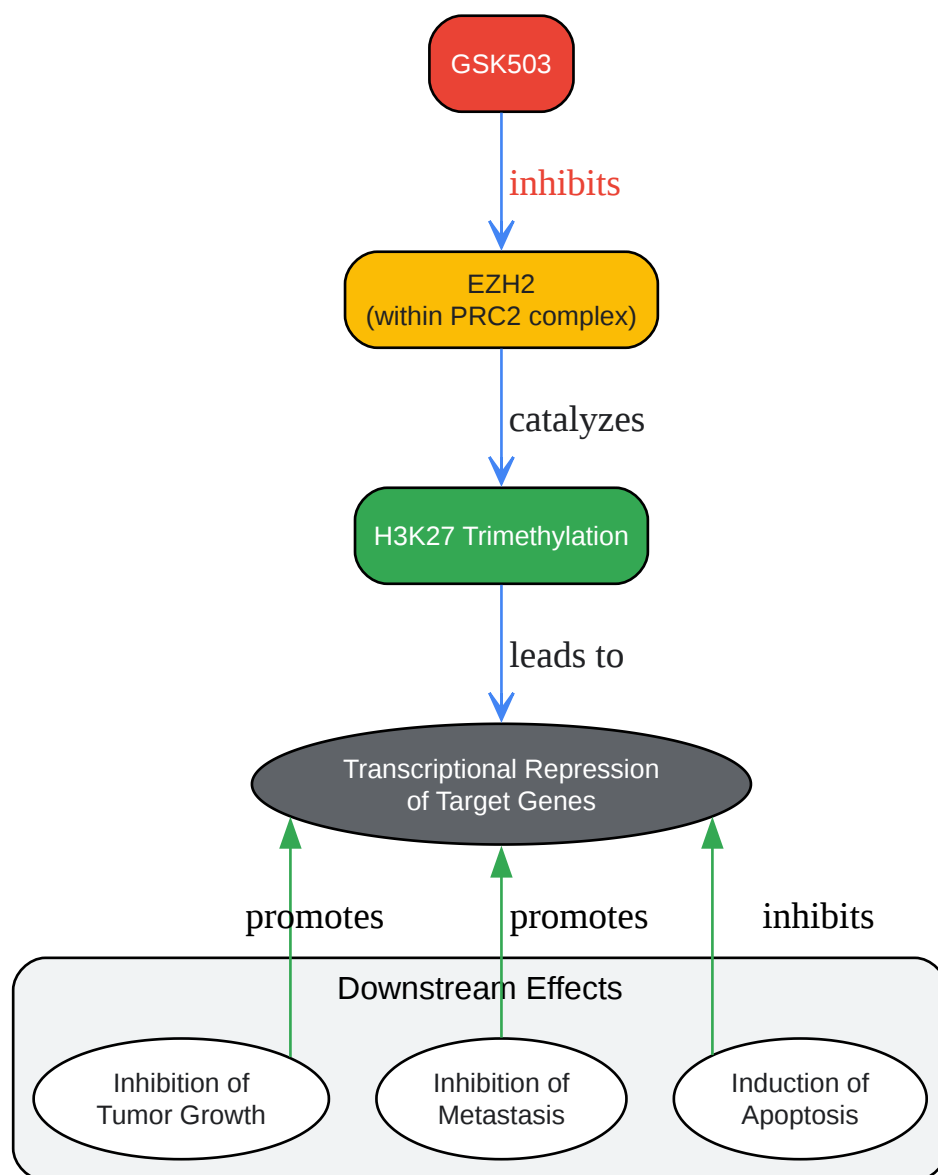 GSK503
inhibits
EZH2
(within PRC2 complex)
catalyzes
H3K27 Trimethylation
leads to
Transcriptional Repression
of Target Genes
promotes
promotes
inhibits
Downstream Effects
Inhibition of
Tumor Growth
Inhibition of
Metastasis
Induction of
Apoptosis